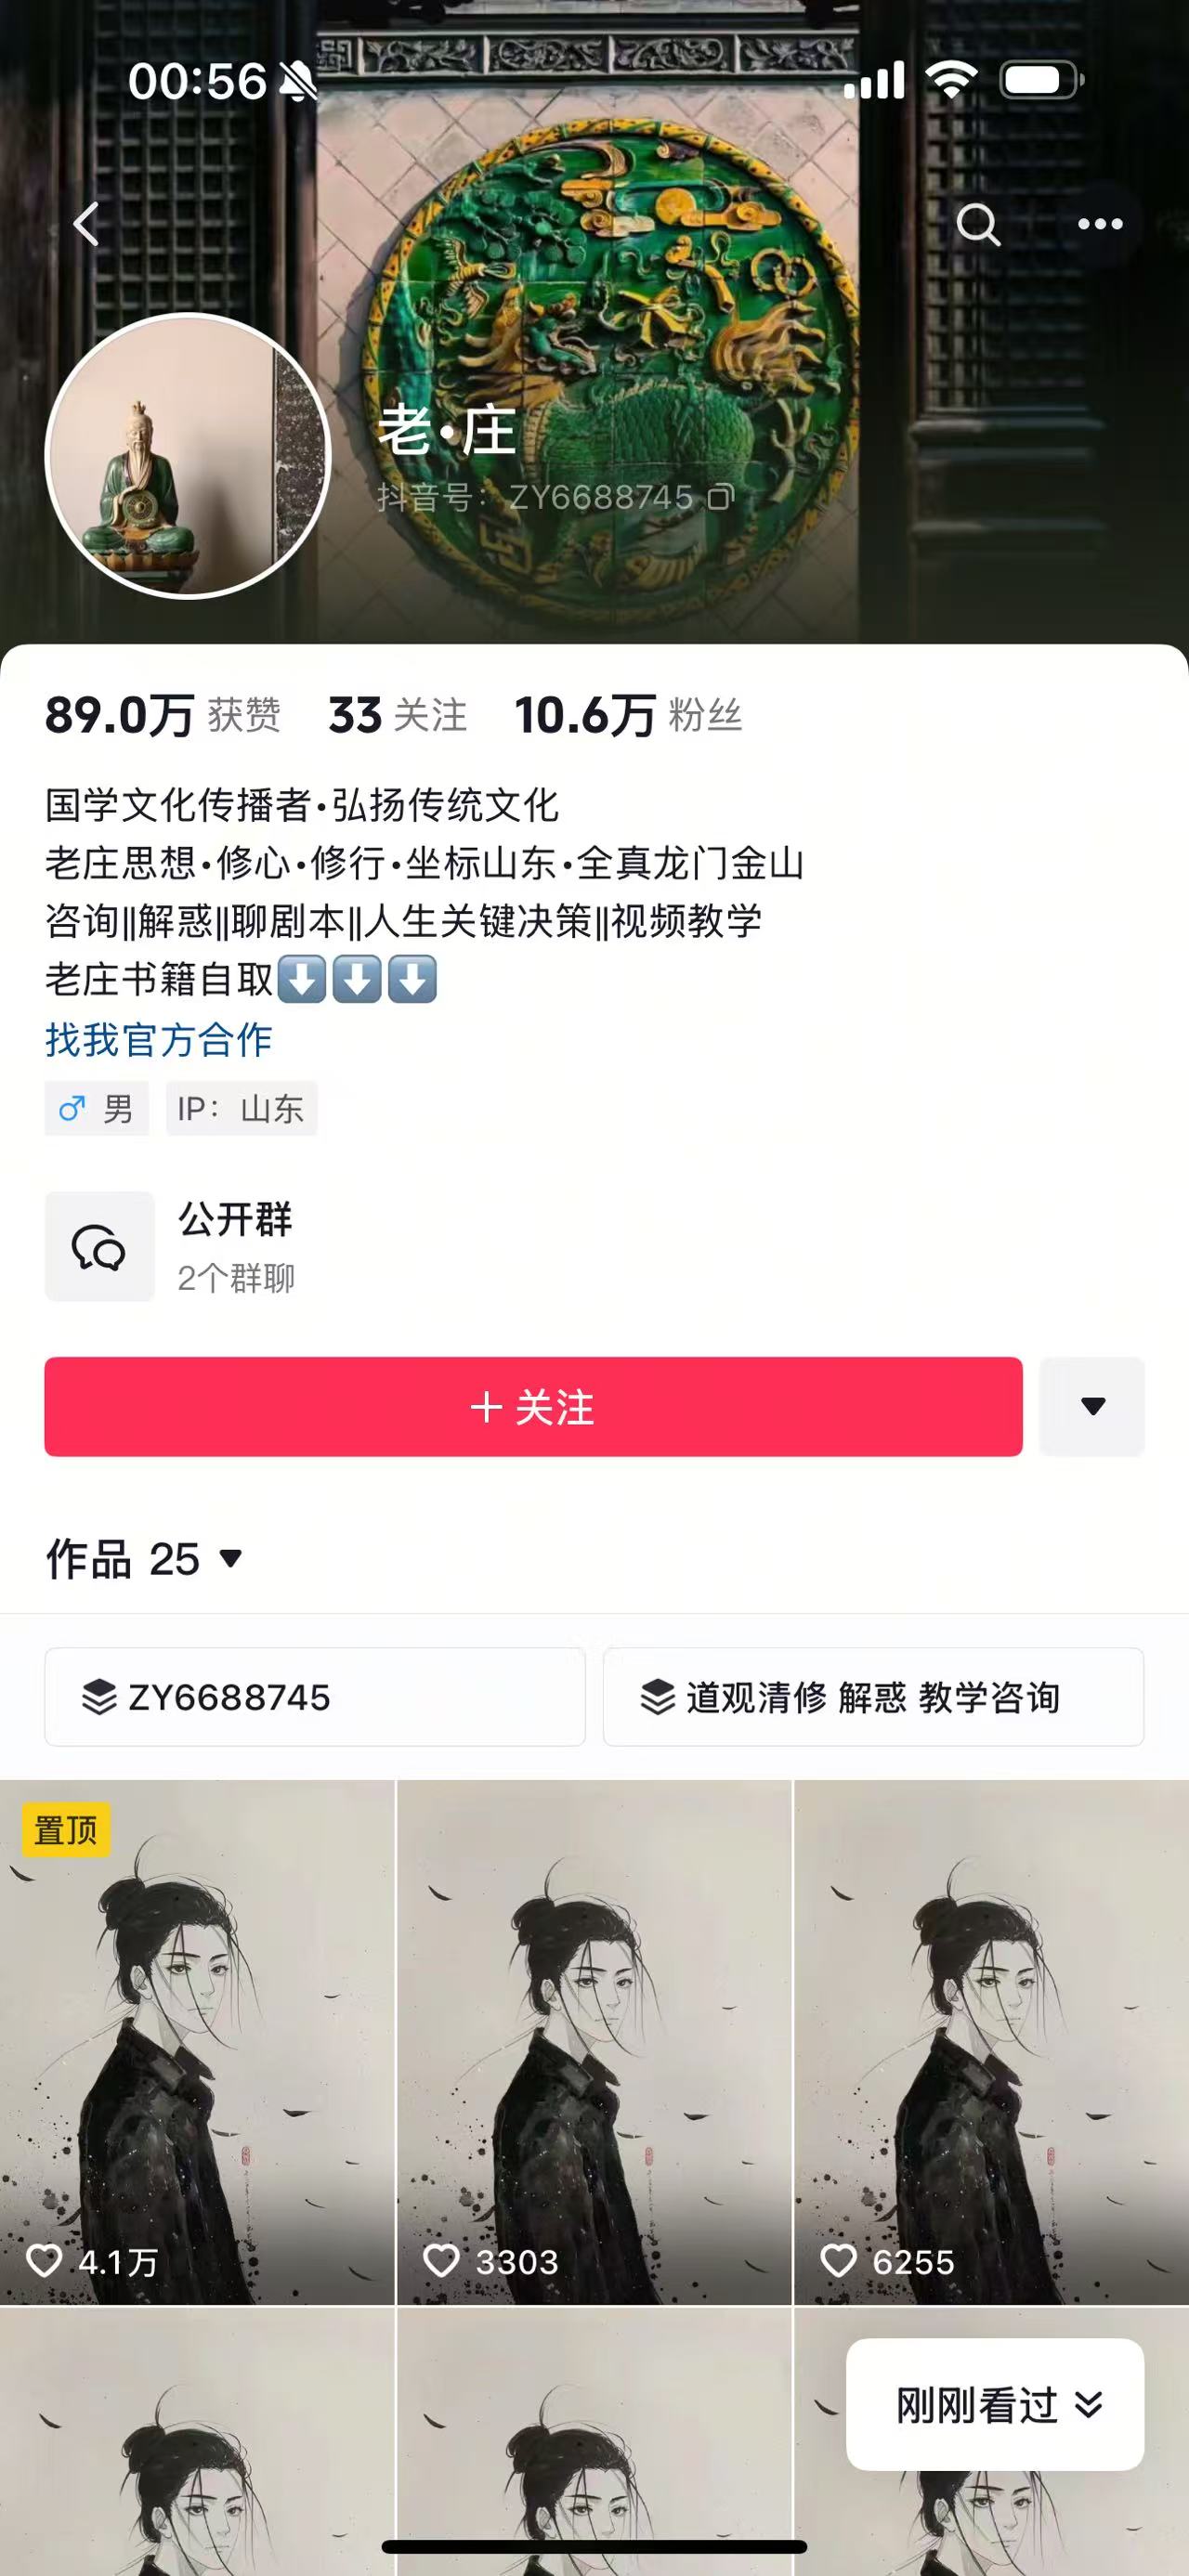 00:56
老·庄
抖音号：ZY6688745
89.0万 获赞 33 关注 10.6万 粉丝
国学文化传播者·弘扬传统文化
老庄思想·修心·修行·坐标山东·全真龙门金山
咨询||解惑||聊剧本||人生关键决策||视频教学
老庄书籍自取⬇️⬇️⬇️
找我官方合作
♂ 男 IP：山东
公开群
2个群聊
+ 关注
作品 25
ZY6688745 道观清修 解惑 教学咨询
置顶
4.1万 3303 6255
刚刚看过